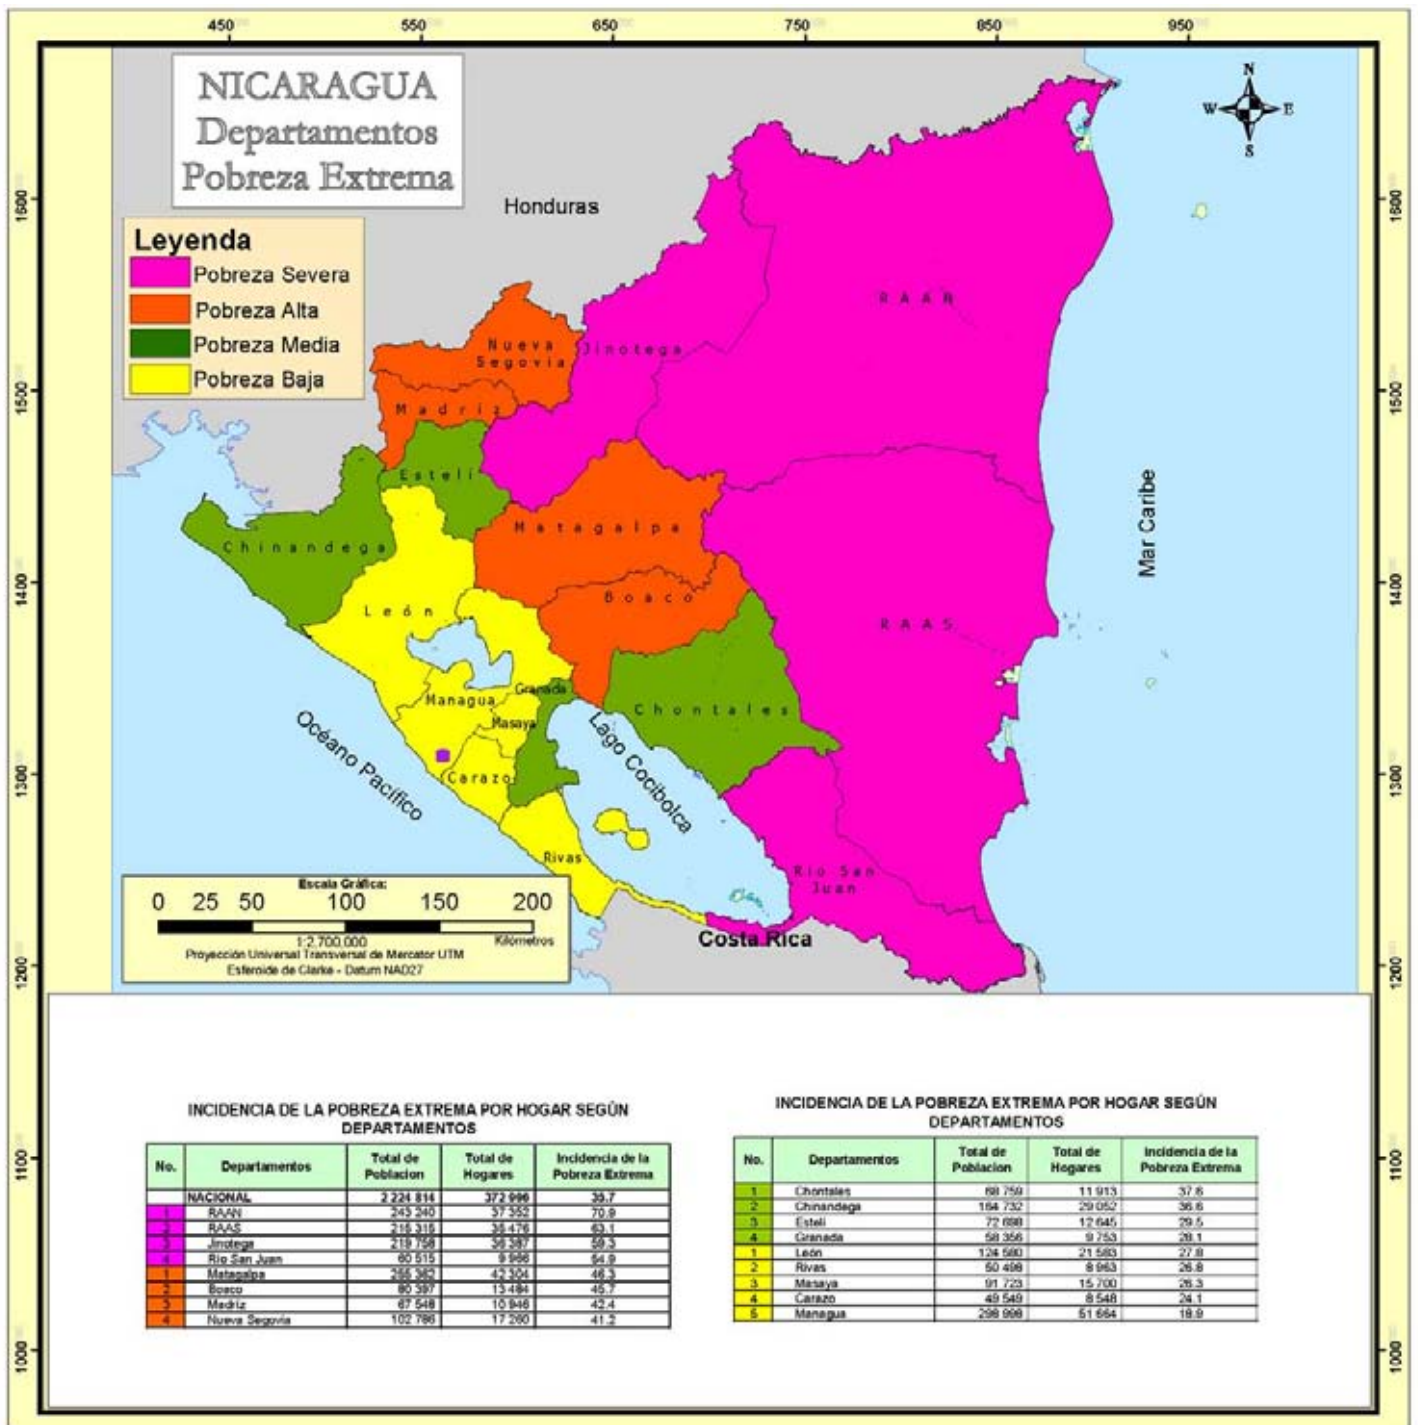 450 550 650 750 850 950
NICARAGUA
Departamentos
Pobreza Extrema
N
W E
S
Honduras
Leyenda
Pobreza Severa
Pobreza Alta
Pobreza Media
Pobreza Baja
1600 1600
R A A N
Nueva
Segovia
Jinotega
1500
Madriz
Estelí
Mar Caribe
Matagalpa
Chinandega
1400 1400
Boaco
León
R A A S
Granada
Managua
Chontales
Masaya
Lago Cocibolca
Océano Pacífico
1300 1300
Carazo
Rivas
Río San
Juan
Escala Gráfica:
0 25 50 100 150 200
1:2,700,000 Kilómetros
Proyección Universal Transversal de Mercator UTM
Esferoide de Clarke - Datum NAD27
Costa Rica
1200 1200
INCIDENCIA DE LA POBREZA EXTREMA POR HOGAR SEGÚN
DEPARTAMENTOS
No. Departamentos Total de Poblacion Total de Hogares Incidencia de la Pobreza Extrema
NACIONAL 2 224 814 372 996 35.7
1 RAAN 243 240 37 352 70.9
2 RAAS 215 315 35 476 63.1
3 Jinotega 219 758 36 387 59.3
4 Rio San Juan 60 515 9 966 54.9
1 Matagalpa 255 362 42 304 46.3
2 Boaco 80 397 13 484 45.7
3 Madriz 67 548 10 946 42.4
4 Nueva Segovia 102 786 17 260 41.2
INCIDENCIA DE LA POBREZA EXTREMA POR HOGAR SEGÚN
DEPARTAMENTOS
No. Departamentos Total de Poblacion Total de Hogares Incidencia de la Pobreza Extrema
1 Chontales 68 759 11 913 37.6
2 Chinandega 164 732 29 052 36.6
3 Estelí 72 698 12 645 29.5
4 Granada 58 356 9 753 28.1
1 León 124 580 21 583 27.8
2 Rivas 50 498 8 963 26.8
3 Masaya 91 723 15 700 26.3
4 Carazo 49 549 8 548 24.1
5 Managua 298 998 51 664 18.9
1100 1100
1000 1000